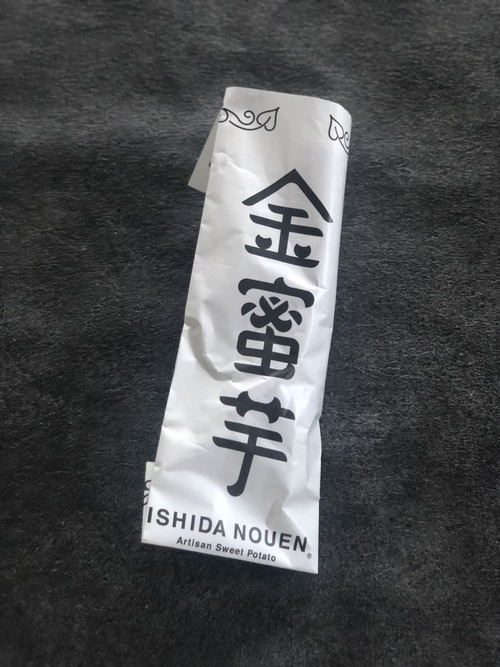 金蜜芋
ISHIDA NOUEN®
Artisan Sweet Potato